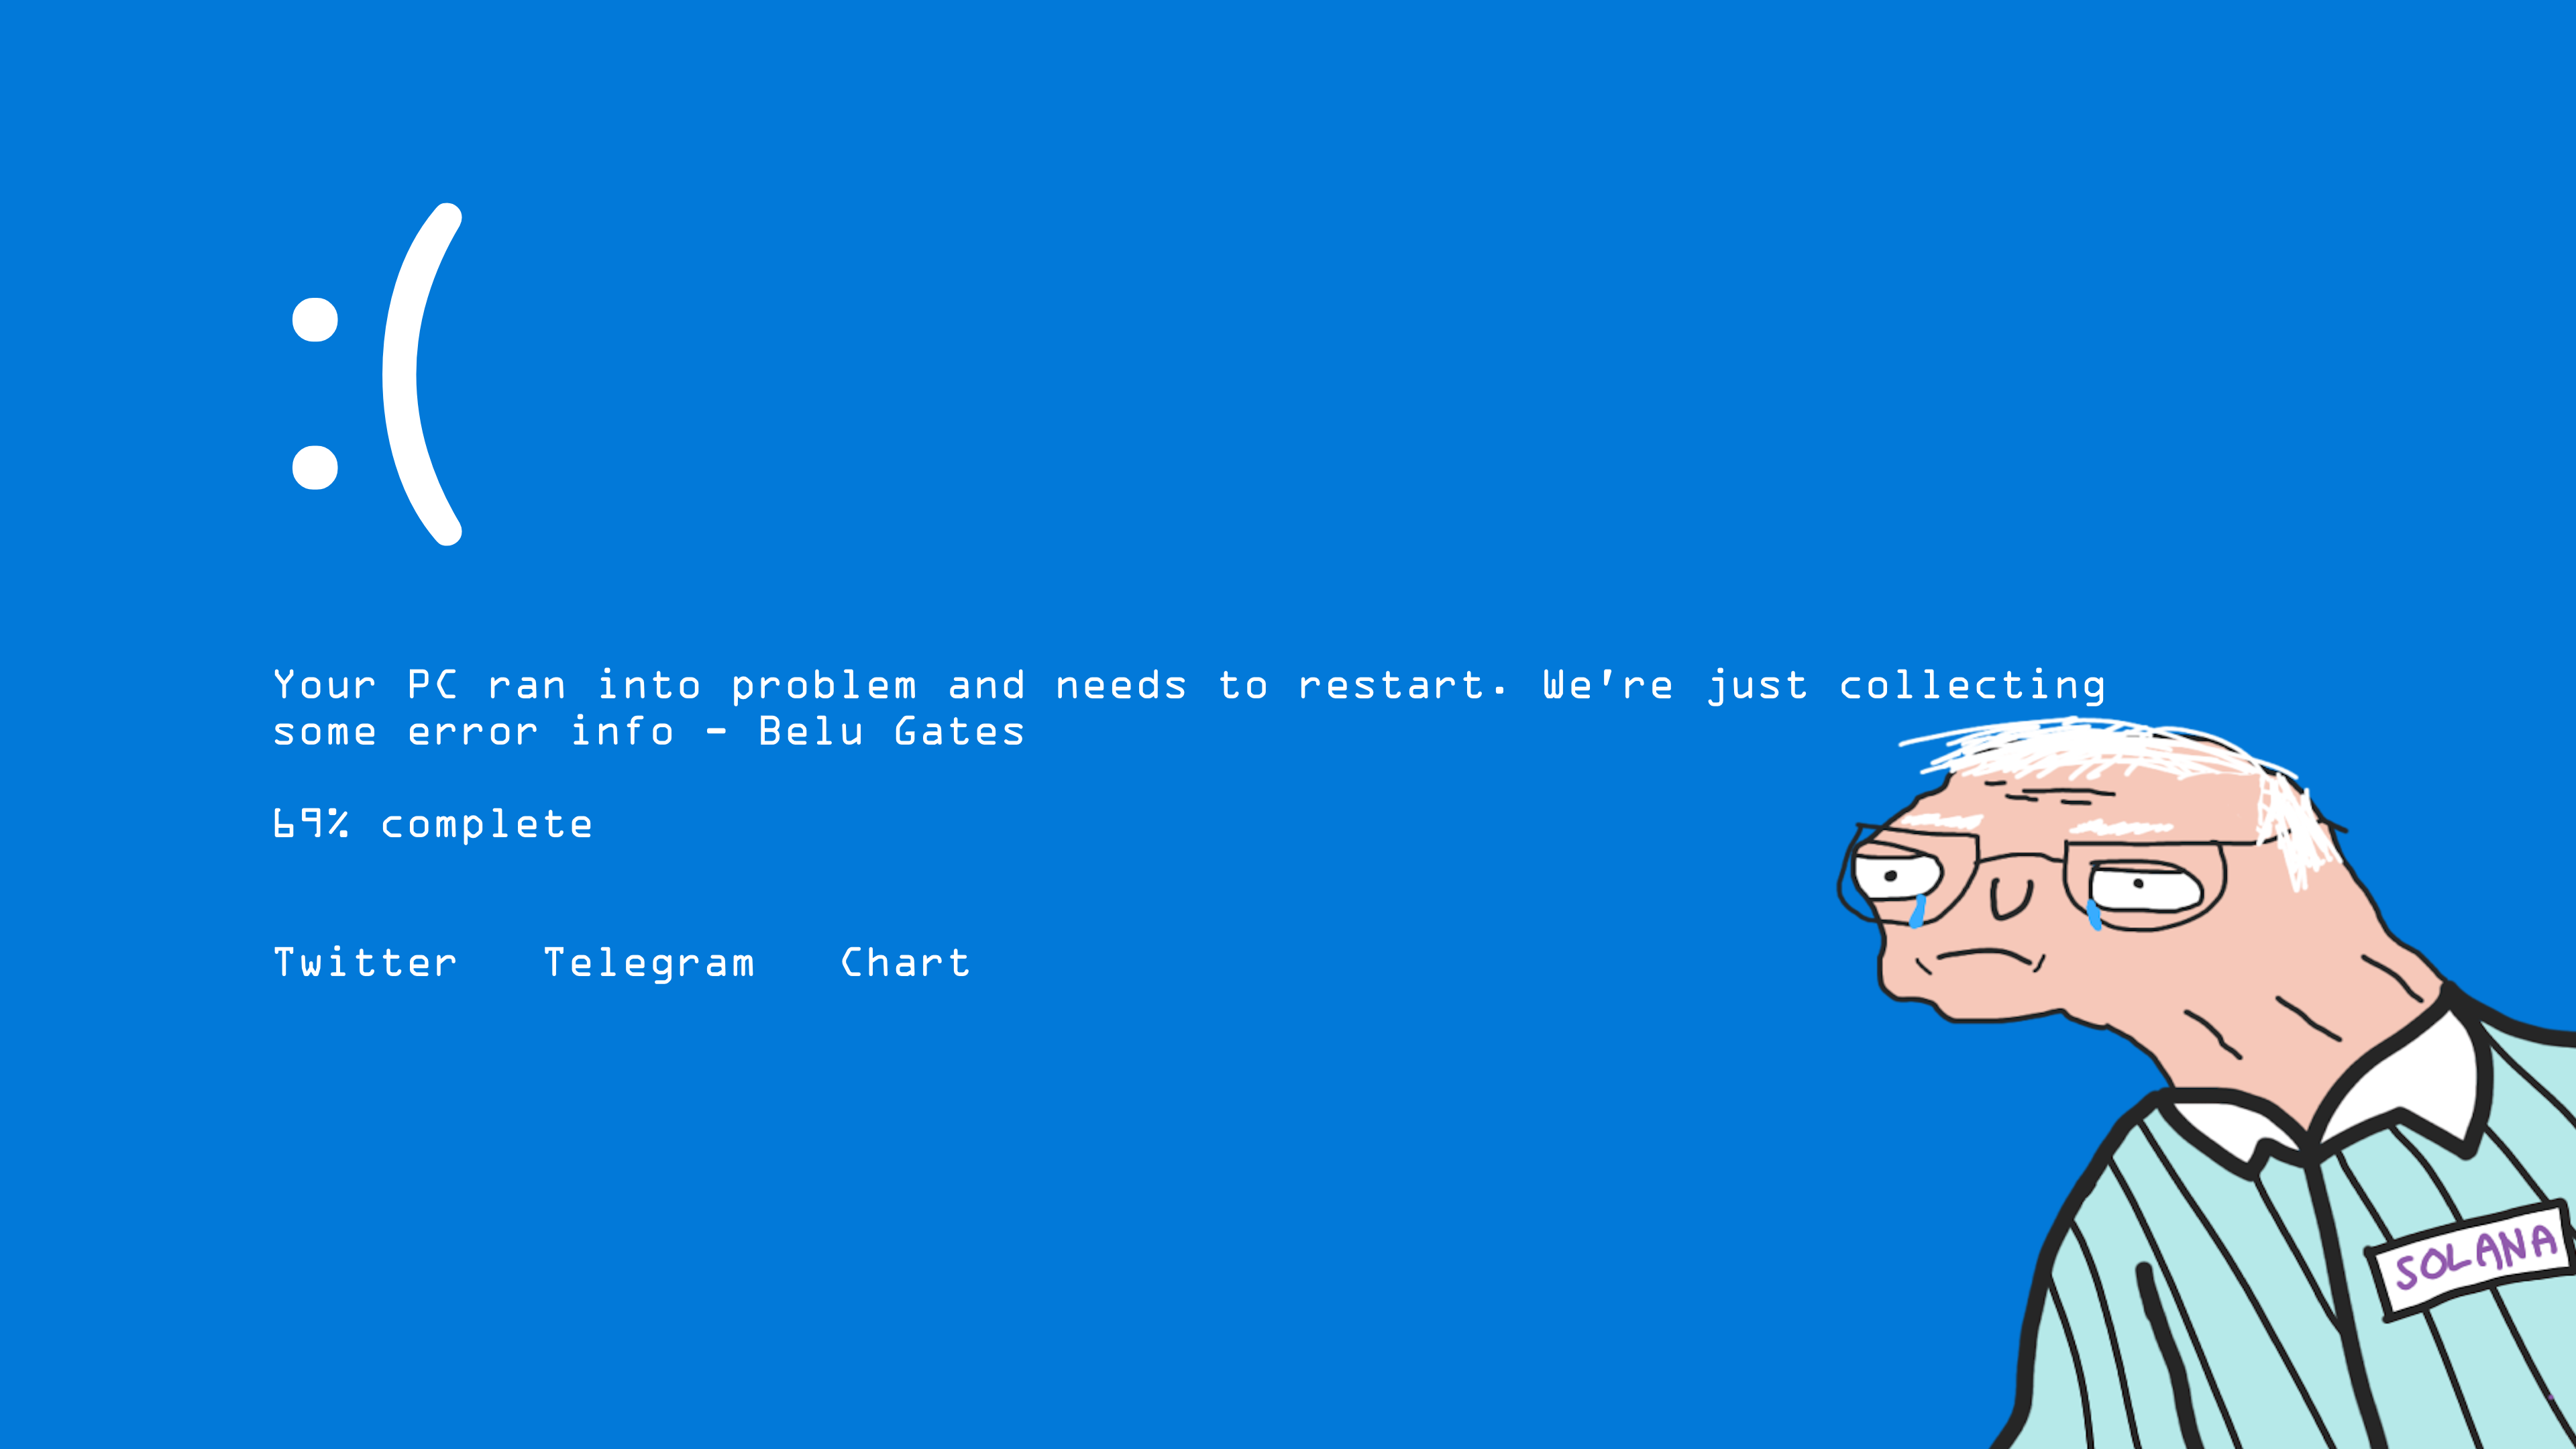 :(
Your PC ran into problem and needs to restart. We're just collecting
some error info - Belu Gates
69% complete
Twitter Telegram Chart
SOLANA